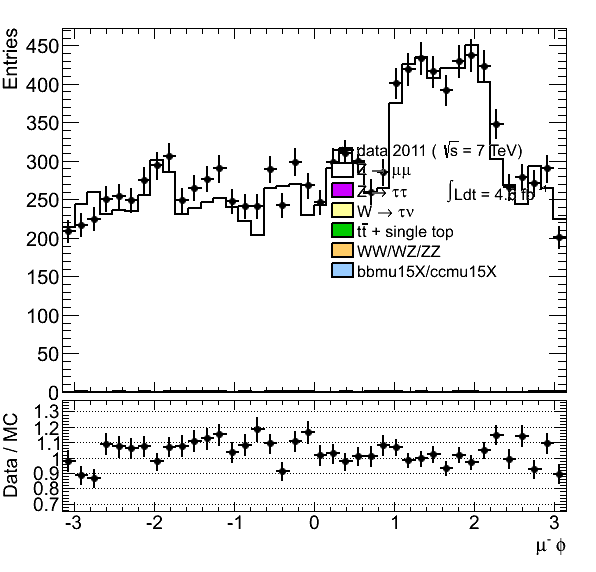 Entries
450
400
350
300
250
200
150
100
50
0
data 2011 ( √s = 7 TeV)
Z → μμ
Z → ττ
∫Ldt = 4.6 fb
W → τν
tt̄ + single top
WW/WZ/ZZ
bbmu15X/ccmu15X
Data / MC
1.3
1.2
1.1
1
0.9
0.8
0.7
-3 -2 -1 0 1 2 3
μ⁻ ϕ